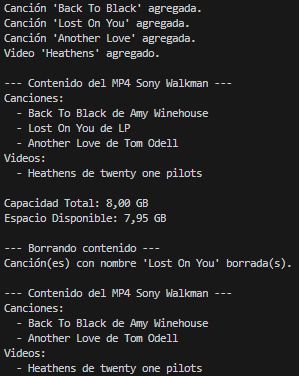 Canción 'Back To Black' agregada.
Canción 'Lost On You' agregada.
Canción 'Another Love' agregada.
Video 'Heathens' agregado.

--- Contenido del MP4 Sony Walkman ---
Canciones:
  - Back To Black de Amy Winehouse
  - Lost On You de LP
  - Another Love de Tom Odell
Videos:
  - Heathens de twenty one pilots

Capacidad Total: 8,00 GB
Espacio Disponible: 7,95 GB

--- Borrando contenido ---
Canción(es) con nombre 'Lost On You' borrada(s).

--- Contenido del MP4 Sony Walkman ---
Canciones:
  - Back To Black de Amy Winehouse
  - Another Love de Tom Odell
Videos:
  - Heathens de twenty one pilots